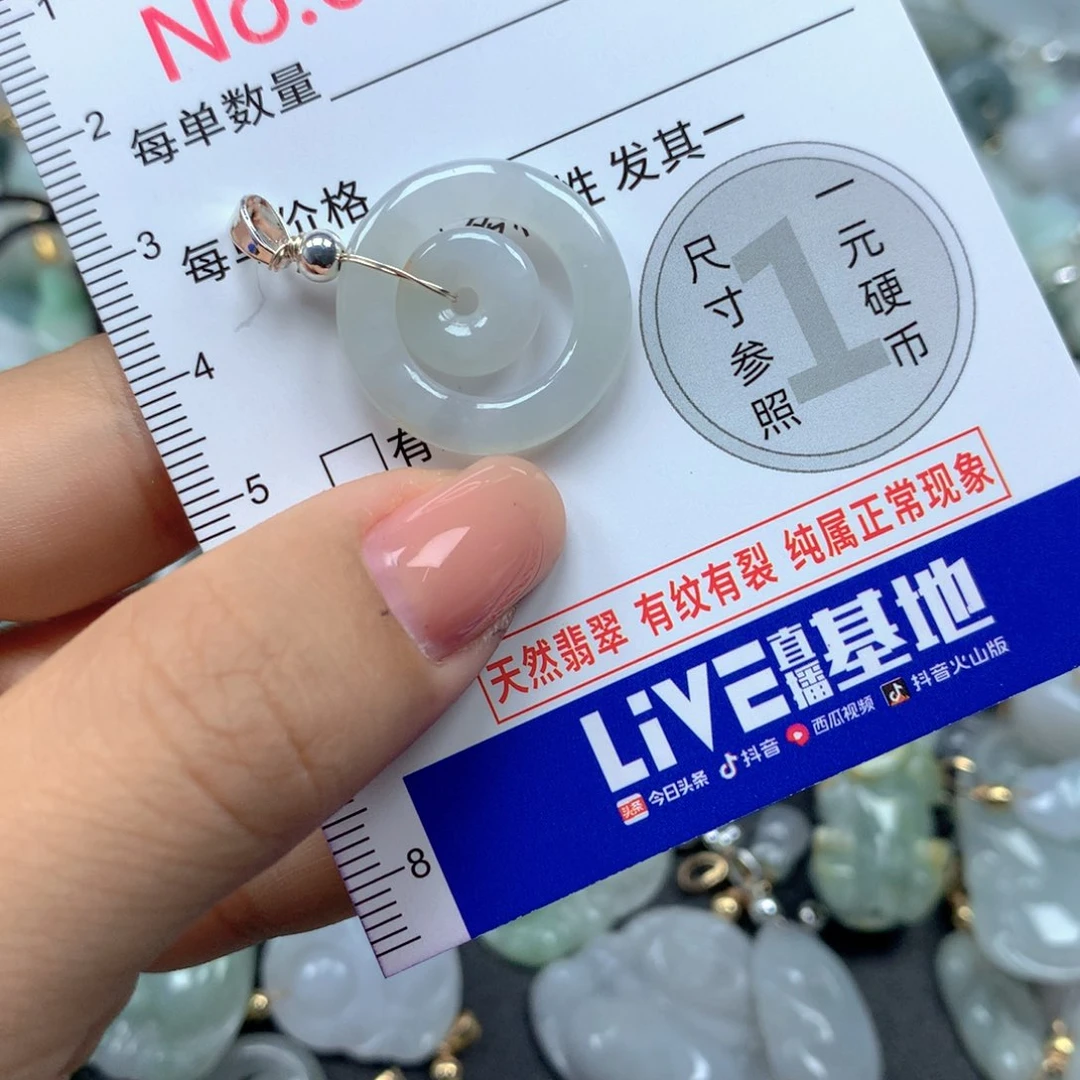 1
No.
2
每单数量
每单价格
性 发其一
3
一元硬币
尺寸参照
1
4
有
5
天然翡翠 有纹有裂 纯属正常现象
LiVE直播基地
头条 今日头条 抖音 西瓜视频 抖音火山版
8